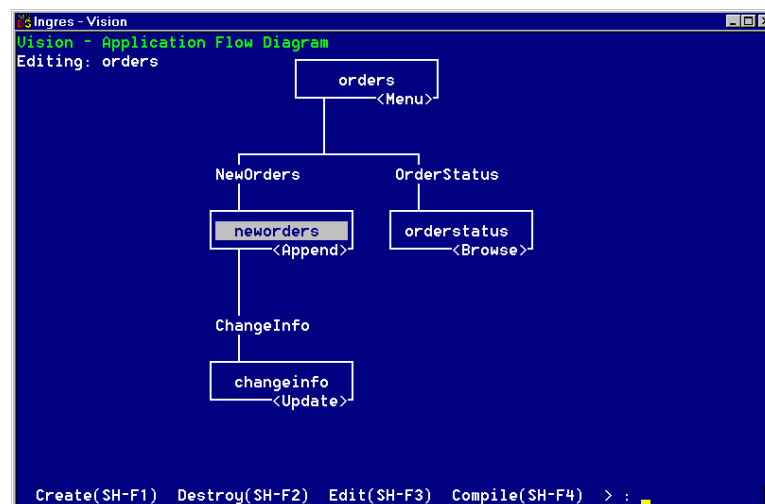 Ingres - Vision
Vision - Application Flow Diagram
Editing: orders
orders
<Menu>
NewOrders OrderStatus
neworders orderstatus
<Append> <Browse>
ChangeInfo
changeinfo
<Update>
Create(SH-F1) Destroy(SH-F2) Edit(SH-F3) Compile(SH-F4) > :